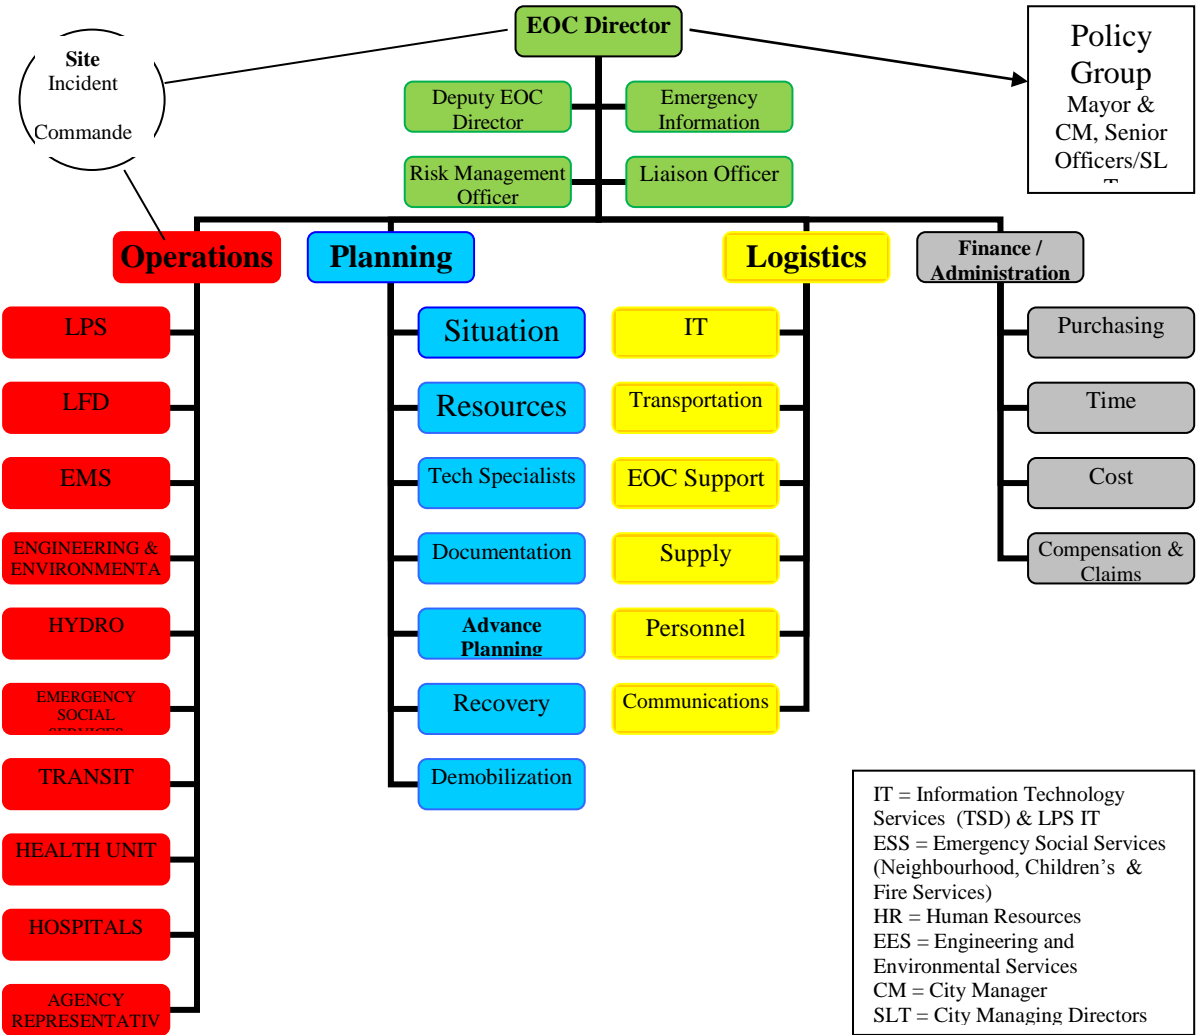 EOC Director
Site
Incident
Commande
Policy
Group
Mayor &
CM, Senior
Officers/SL
Deputy EOC
Director
Emergency
Information
Risk Management
Officer
Liaison Officer
Operations
Planning
Logistics
Finance /
Administration
LPS
LFD
EMS
ENGINEERING &
ENVIRONMENTA
HYDRO
EMERGENCY
SOCIAL
SERVICES
TRANSIT
HEALTH UNIT
HOSPITALS
AGENCY
REPRESENTATIV
Situation
Resources
Tech Specialists
Documentation
Advance
Planning
Recovery
Demobilization
IT
Transportation
EOC Support
Supply
Personnel
Communications
Purchasing
Time
Cost
Compensation &
Claims
IT = Information Technology
Services (TSD) & LPS IT
ESS = Emergency Social Services
(Neighbourhood, Children's &
Fire Services)
HR = Human Resources
EES = Engineering and
Environmental Services
CM = City Manager
SLT = City Managing Directors